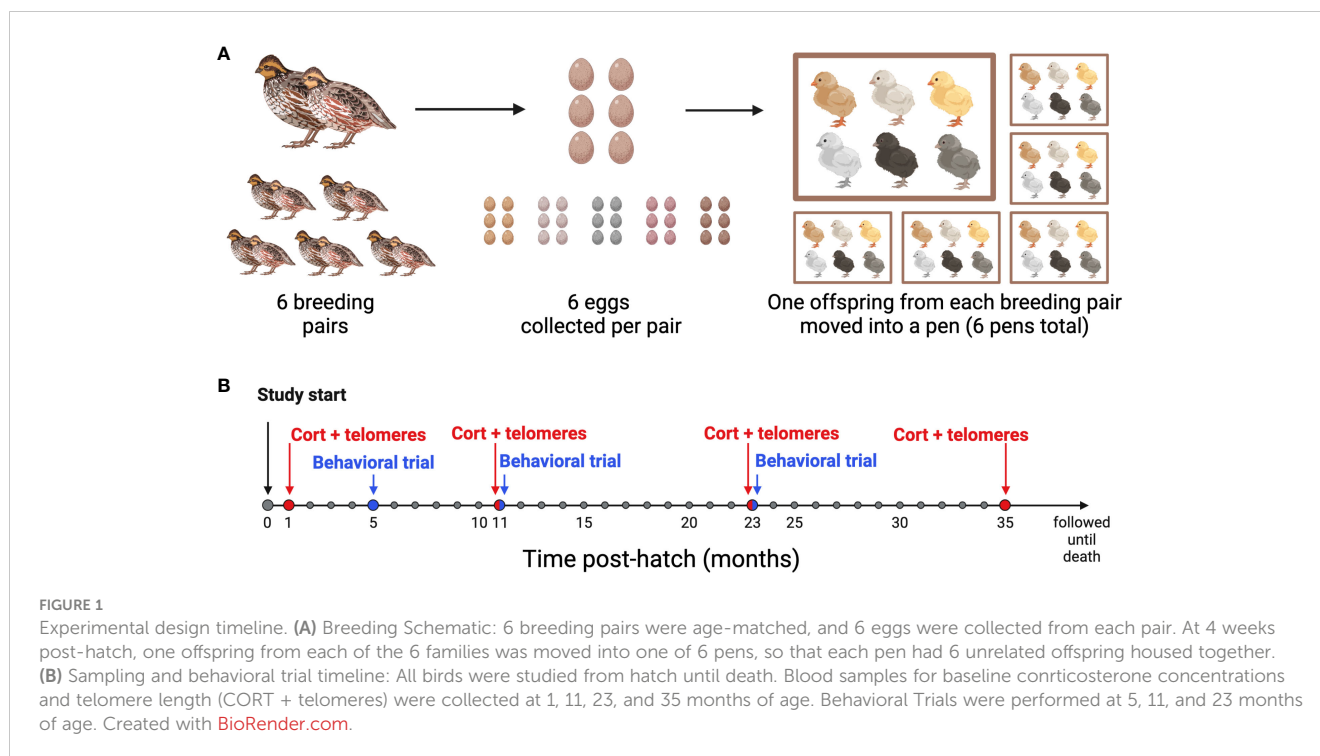 A
6 breeding
pairs
6 eggs
collected per pair
One offspring from each breeding pair
moved into a pen (6 pens total)
B
Study start
Cort + telomeres
Cort + telomeres
Cort + telomeres
Cort + telomeres
Behavioral trial
Behavioral trial
Behavioral trial
0 1 5 10 11 15 20 23 25 30 35
followed
until
death
Time post-hatch (months)
FIGURE 1
Experimental design timeline. (A) Breeding Schematic: 6 breeding pairs were age-matched, and 6 eggs were collected from each pair. At 4 weeks
post-hatch, one offspring from each of the 6 families was moved into one of 6 pens, so that each pen had 6 unrelated offspring housed together.
(B) Sampling and behavioral trial timeline: All birds were studied from hatch until death. Blood samples for baseline conrticosterone concentrations
and telomere length (CORT + telomeres) were collected at 1, 11, 23, and 35 months of age. Behavioral Trials were performed at 5, 11, and 23 months
of age. Created with BioRender.com.